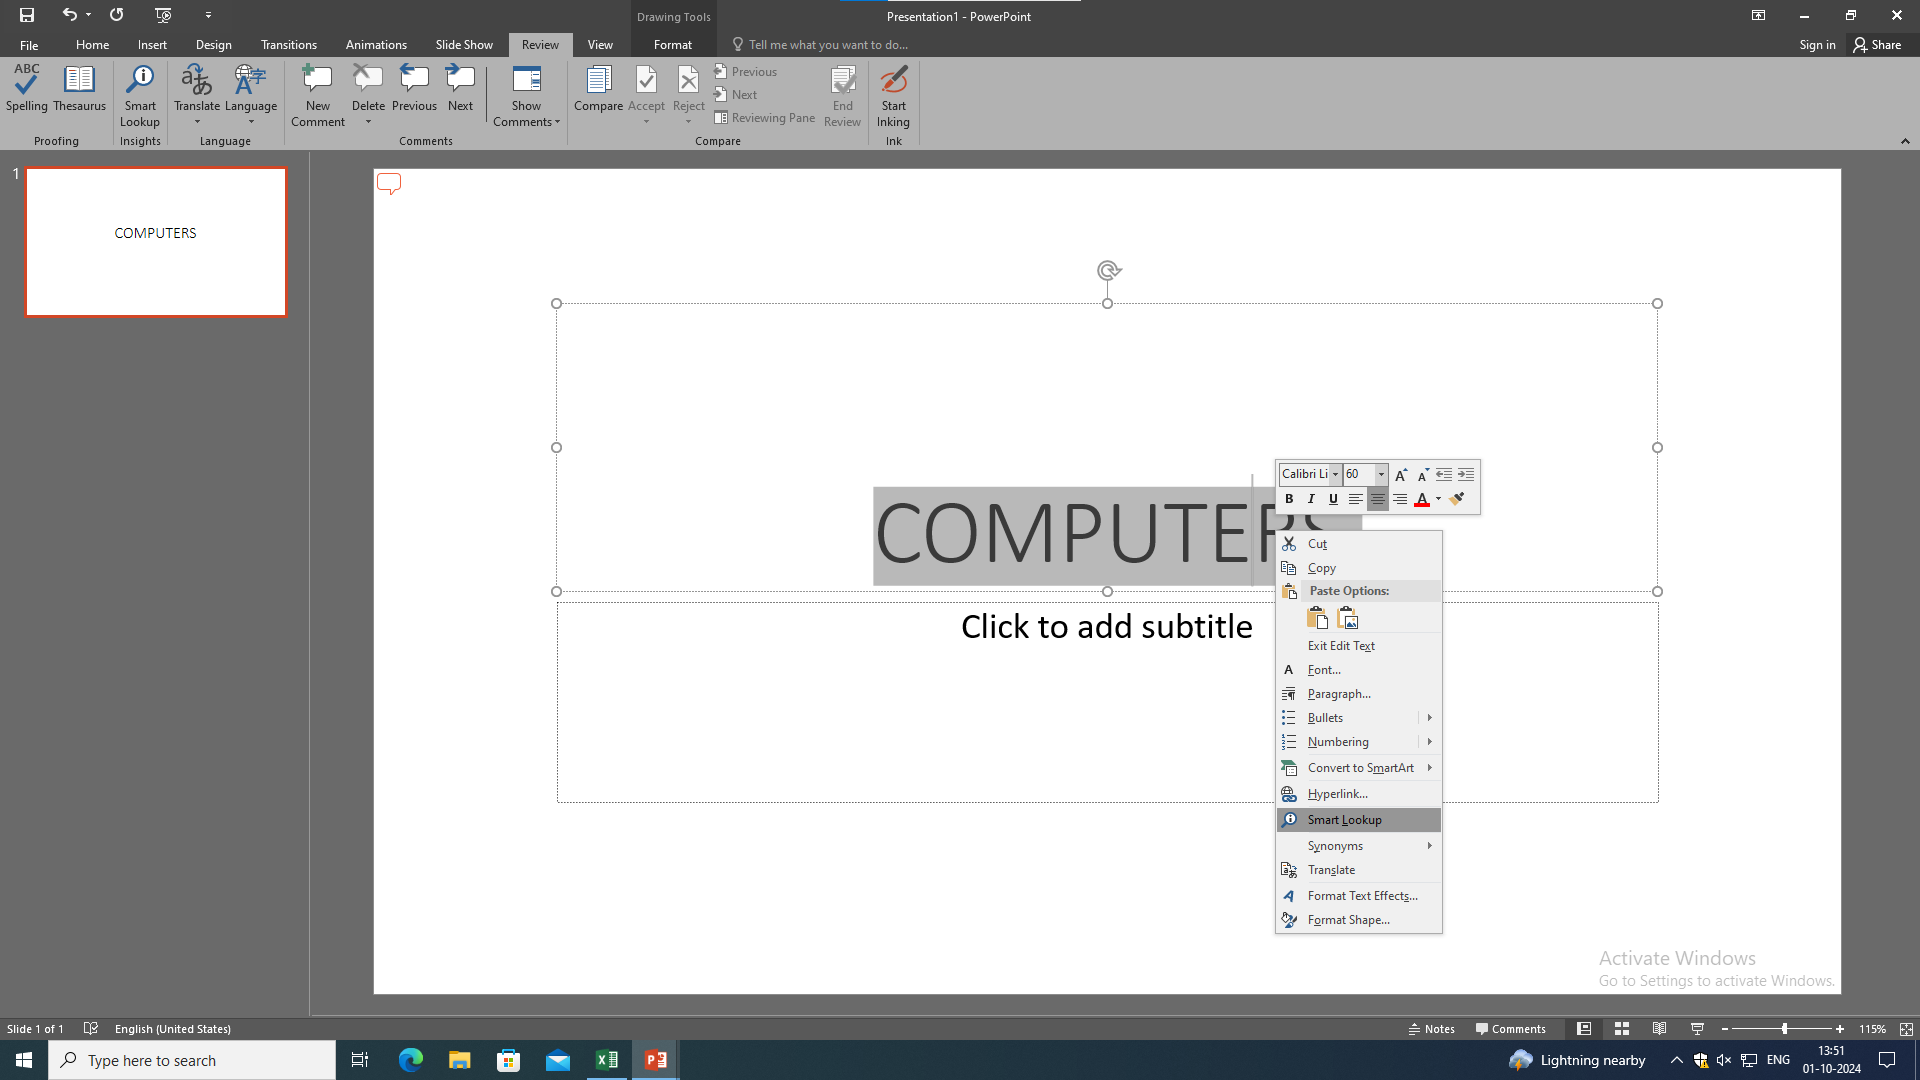 Drawing Tools
Presentation1 - PowerPoint
File Home Insert Design Transitions Animations Slide Show Review View Format Tell me what you want to do... Sign in Share
ABC
Spelling Thesaurus Smart Lookup Translate Language New Comment Delete Previous Next Show Comments Compare Accept Reject Previous Next Reviewing Pane End Review Start Inking
Proofing Insights Language Comments Compare Ink
1
COMPUTERS
Calibri Li 60
B I U A
COMPUTERS
Cut
Copy
Paste Options:
Click to add subtitle
Exit Edit Text
Font...
Paragraph...
Bullets
Numbering
Convert to SmartArt
Hyperlink...
Smart Lookup
Synonyms
Translate
Format Text Effects...
Format Shape...
Activate Windows
Go to Settings to activate Windows.
Slide 1 of 1 English (United States) Notes Comments 115%
Type here to search
Lightning nearby ENG
13:51
01-10-2024